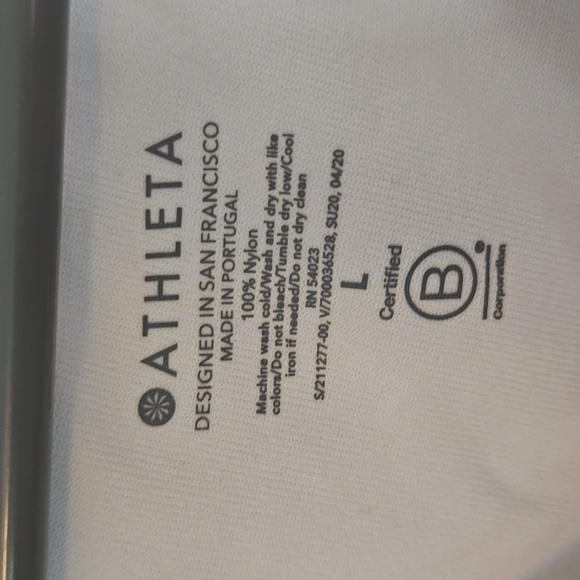 ATHLETA
DESIGNED IN SAN FRANCISCO
MADE IN PORTUGAL
100% Nylon
Machine wash cold/Wash and dry with like
colors/Do not bleach/Tumble dry low/Cool
iron if needed/Do not dry clean
RN 54023
S/211277-00, V/700036528, SU20, 04/20
L
Certified
B
Corporation